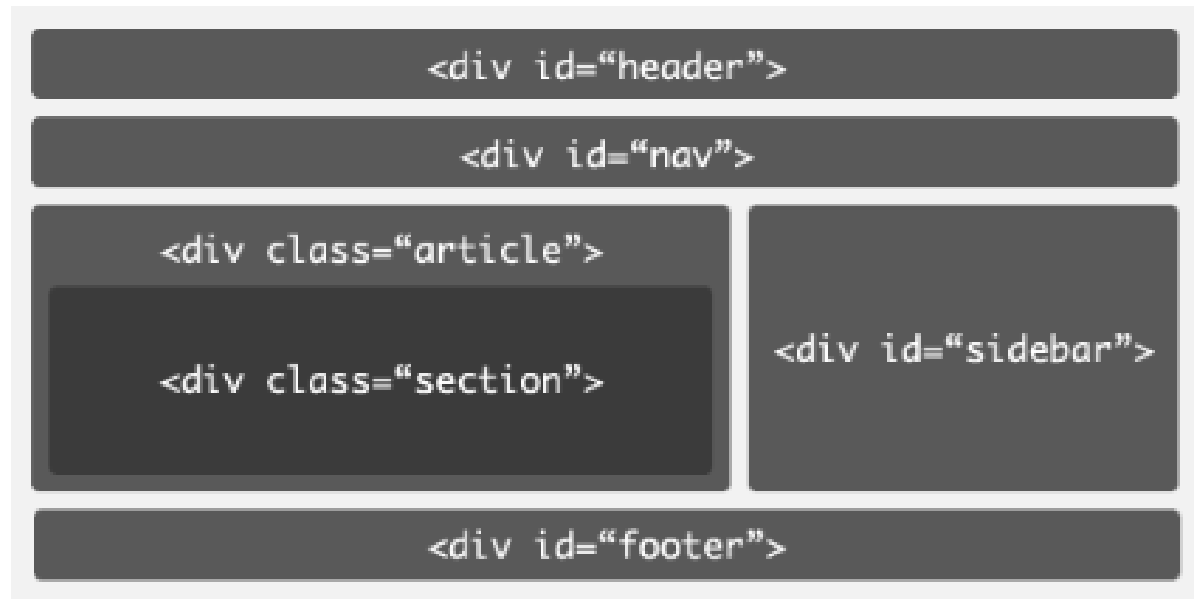 <div id=“header”>
<div id=“nav”>
<div class=“article”>
<div class=“section”>
<div id=“sidebar”>
<div id=“footer”>